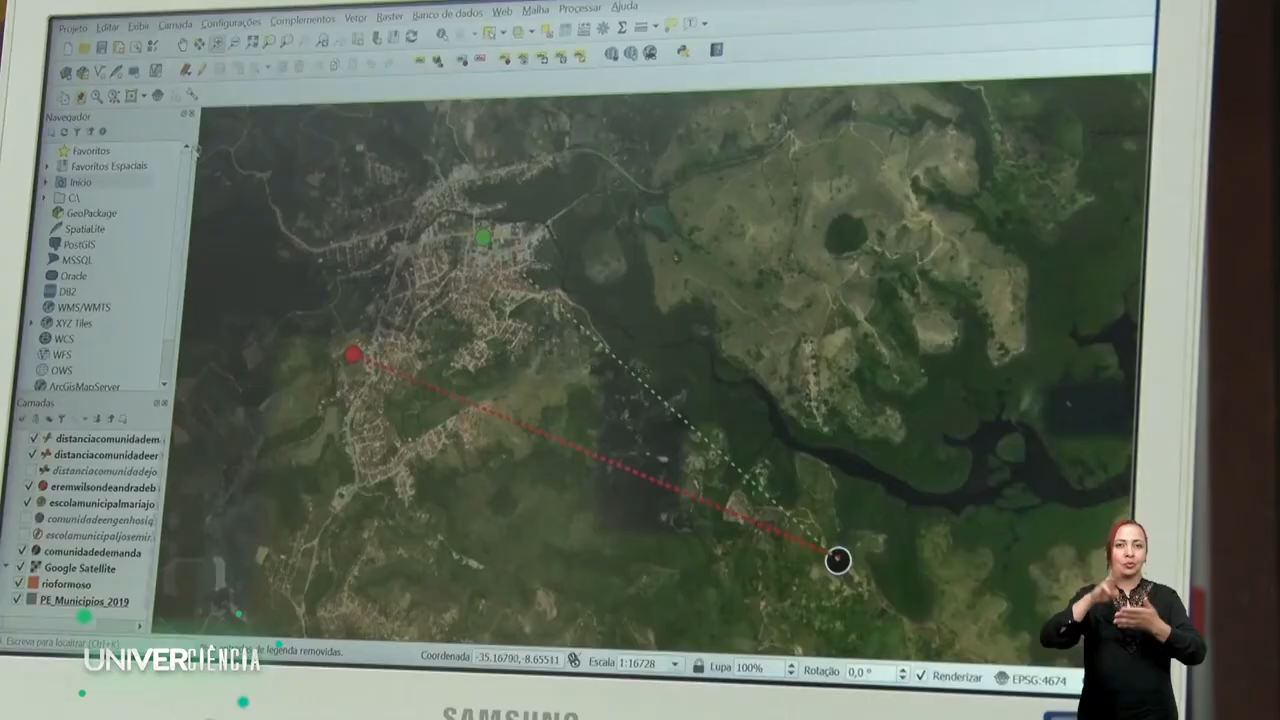 Projeto Editar Exibir Camada Configurações Complementos Vetor Raster Banco de dados Web Malha Processar Ajuda
Navegador
Favoritos
Favoritos Espaciais
Início
C:\
GeoPackage
SpatiaLite
PostGIS
MSSQL
Oracle
DB2
WMS/WMTS
XYZ Tiles
WCS
WFS
OWS
ArcGisMapServer
Camadas
distanciacomunidadem
distanciacomunidadeer
distanciacomunidadejo
eremwilsondeandradeb
escolamunicipalmariajo
comunidadeengenhosiq
escolamunicipaljosemir
comunidadedemanda
Google Satellite
rioformoso
PE_Municipios_2019
Escreva para localizar (Ctrl+K) de legenda removidas. Coordenada -35.16790,-8.65511 Escala 1:16728 Lupa 100% Rotação 0,0 ° Renderizar EPSG:4674
UNIVERCIÊNCIA
SAMSUNG